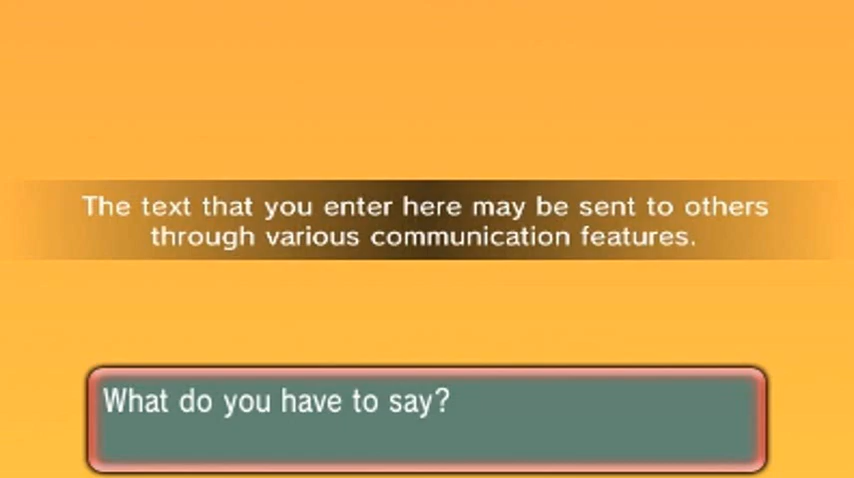 The text that you enter here may be sent to others
through various communication features.
What do you have to say?